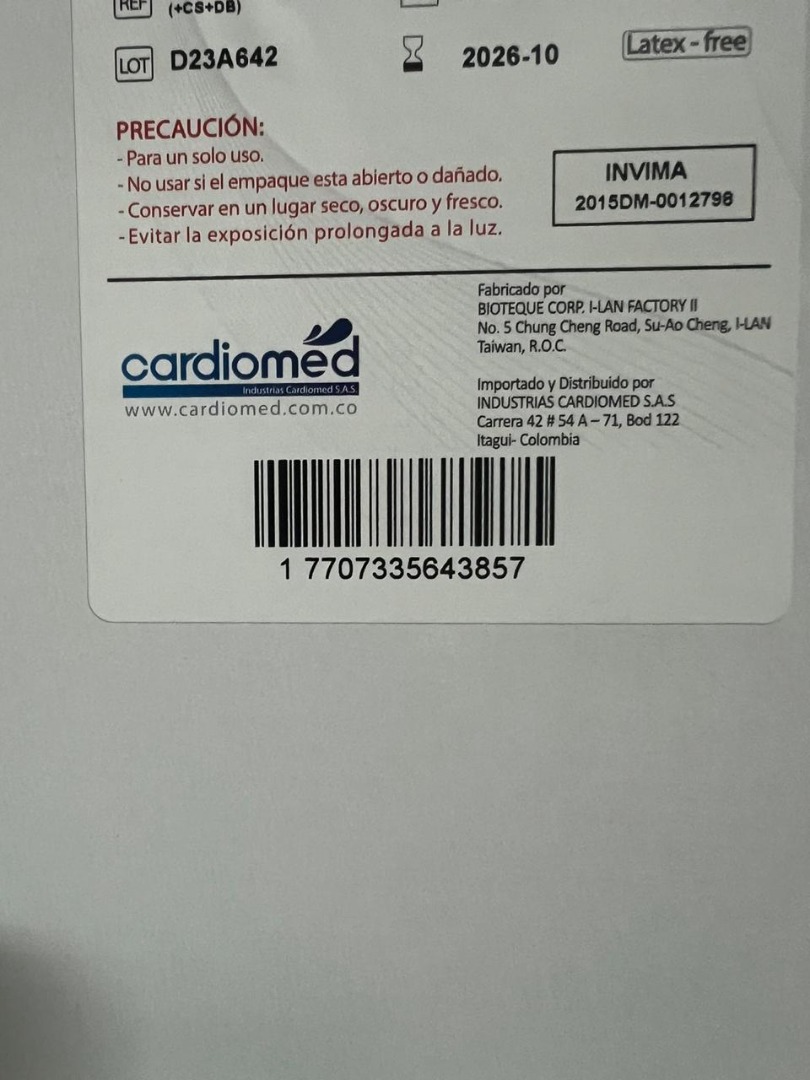 REF (+CS+DB)
LOT D23A642
2026-10
Latex-free
PRECAUCIÓN:
- Para un solo uso.
- No usar si el empaque esta abierto o dañado.
- Conservar en un lugar seco, oscuro y fresco.
- Evitar la exposición prolongada a la luz.
INVIMA
2015DM-0012798
cardiomed
Industrias Cardiomed S.A.S.
www.cardiomed.com.co
Fabricado por
BIOTEQUE CORP. I-LAN FACTORY II
No. 5 Chung Cheng Road, Su-Ao Cheng, I-LAN
Taiwan, R.O.C.
Importado y Distribuido por
INDUSTRIAS CARDIOMED S.A.S
Carrera 42 # 54 A – 71, Bod 122
Itagui- Colombia
1 7707335643857